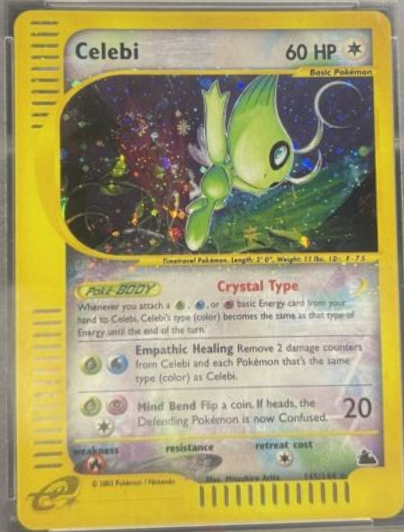 Celebi 60 HP
Basic Pokémon
Timetravel Pokémon. Length: 2' 0", Weight: 11 lbs.
Poké-BODY Crystal Type
Whenever you attach a , , or basic Energy card from your
hand to Celebi, Celebi's type (color) becomes the same as that type of
Energy until the end of the turn.
Empathic Healing Remove 2 damage counters
from Celebi and each Pokémon that's the
same type (color) as Celebi.
Mind Bend Flip a coin. If heads, the 20
Defending Pokémon is now Confused.
weakness resistance retreat cost
Illus. Mitsuhiro Arita 145/144
© 2003 Pokémon / Nintendo